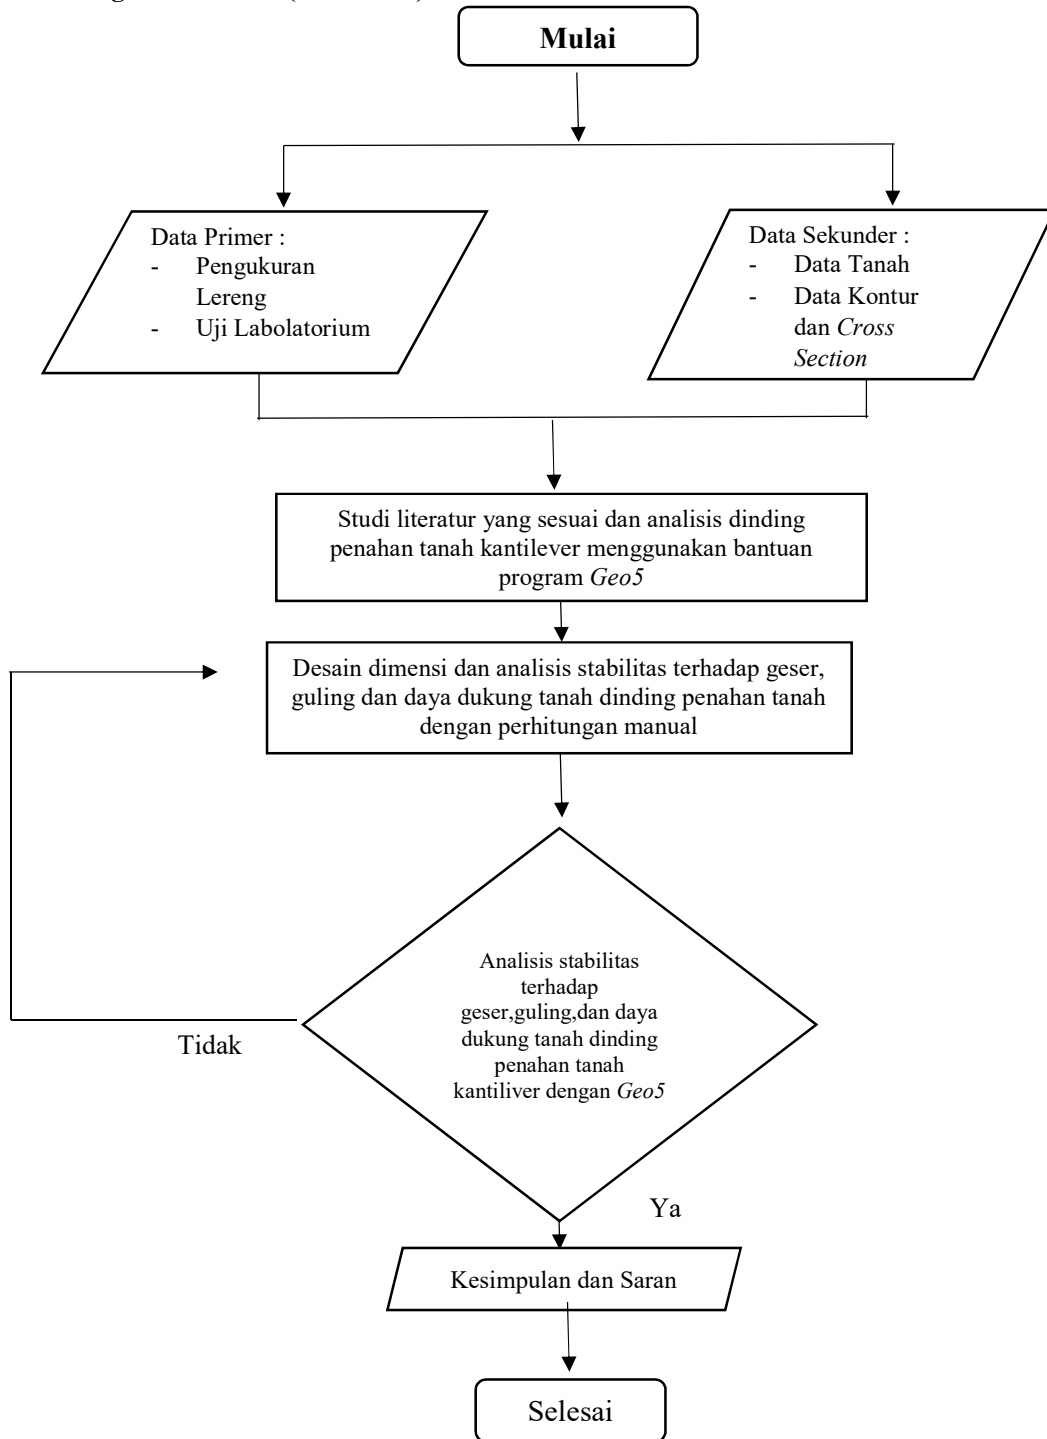 Mulai
Data Primer :
- Pengukuran
Lereng
- Uji Labolatorium
Data Sekunder :
- Data Tanah
- Data Kontur
dan Cross
Section
Studi literatur yang sesuai dan analisis dinding
penahan tanah kantilever menggunakan bantuan
program Geo5
Desain dimensi dan analisis stabilitas terhadap geser,
guling dan daya dukung tanah dinding penahan tanah
dengan perhitungan manual
Analisis stabilitas
terhadap
geser,guling,dan daya
dukung tanah dinding
penahan tanah
kantiliver dengan Geo5
Tidak
Ya
Kesimpulan dan Saran
Selesai